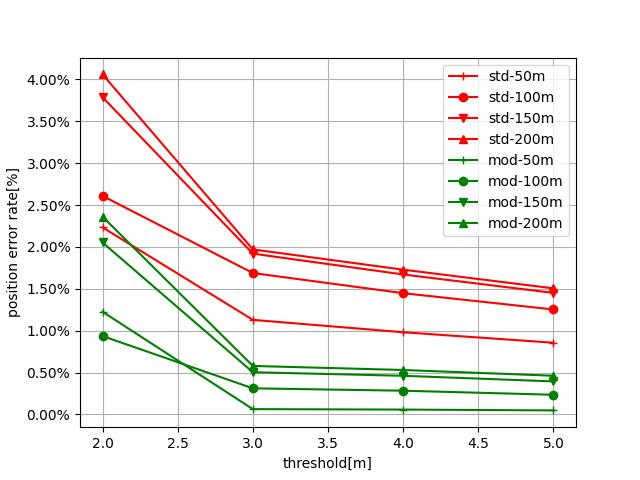 position error rate[%]
4.00%
3.50%
3.00%
2.50%
2.00%
1.50%
1.00%
0.50%
0.00%
std-50m
std-100m
std-150m
std-200m
mod-50m
mod-100m
mod-150m
mod-200m
2.0 2.5 3.0 3.5 4.0 4.5 5.0
threshold[m]